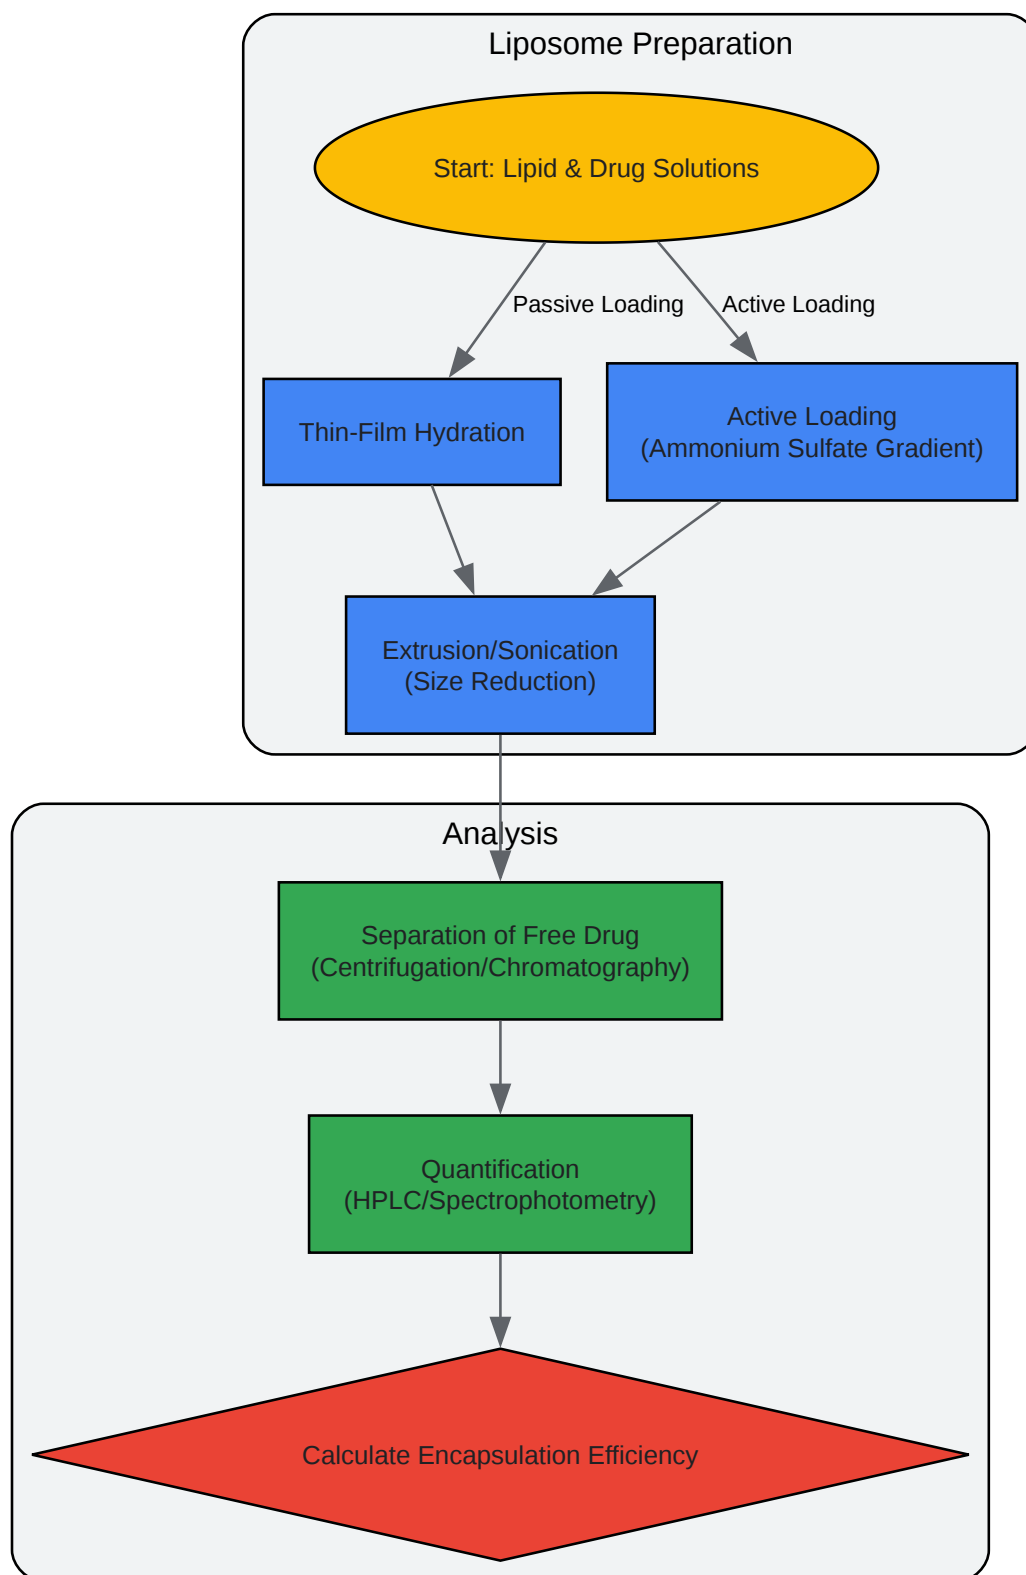 Liposome Preparation
Start: Lipid & Drug Solutions
Passive Loading
Active Loading
Thin-Film Hydration
Active Loading
(Ammonium Sulfate Gradient)
Extrusion/Sonication
(Size Reduction)
Analysis
Separation of Free Drug
(Centrifugation/Chromatography)
Quantification
(HPLC/Spectrophotometry)
Calculate Encapsulation Efficiency